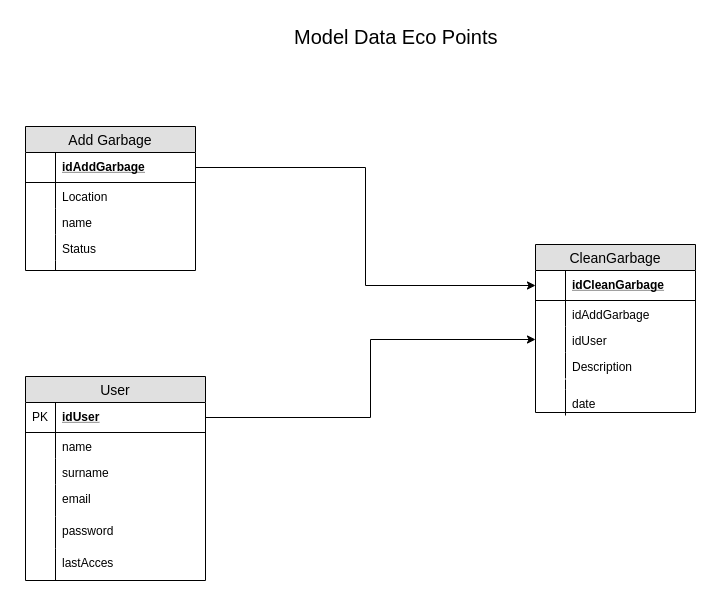 Model Data Eco Points
Add Garbage
idAddGarbage
Location
name
Status
CleanGarbage
idCleanGarbage
idAddGarbage
idUser
Description
date
User
PK idUser
name
surname
email
password
lastAcces